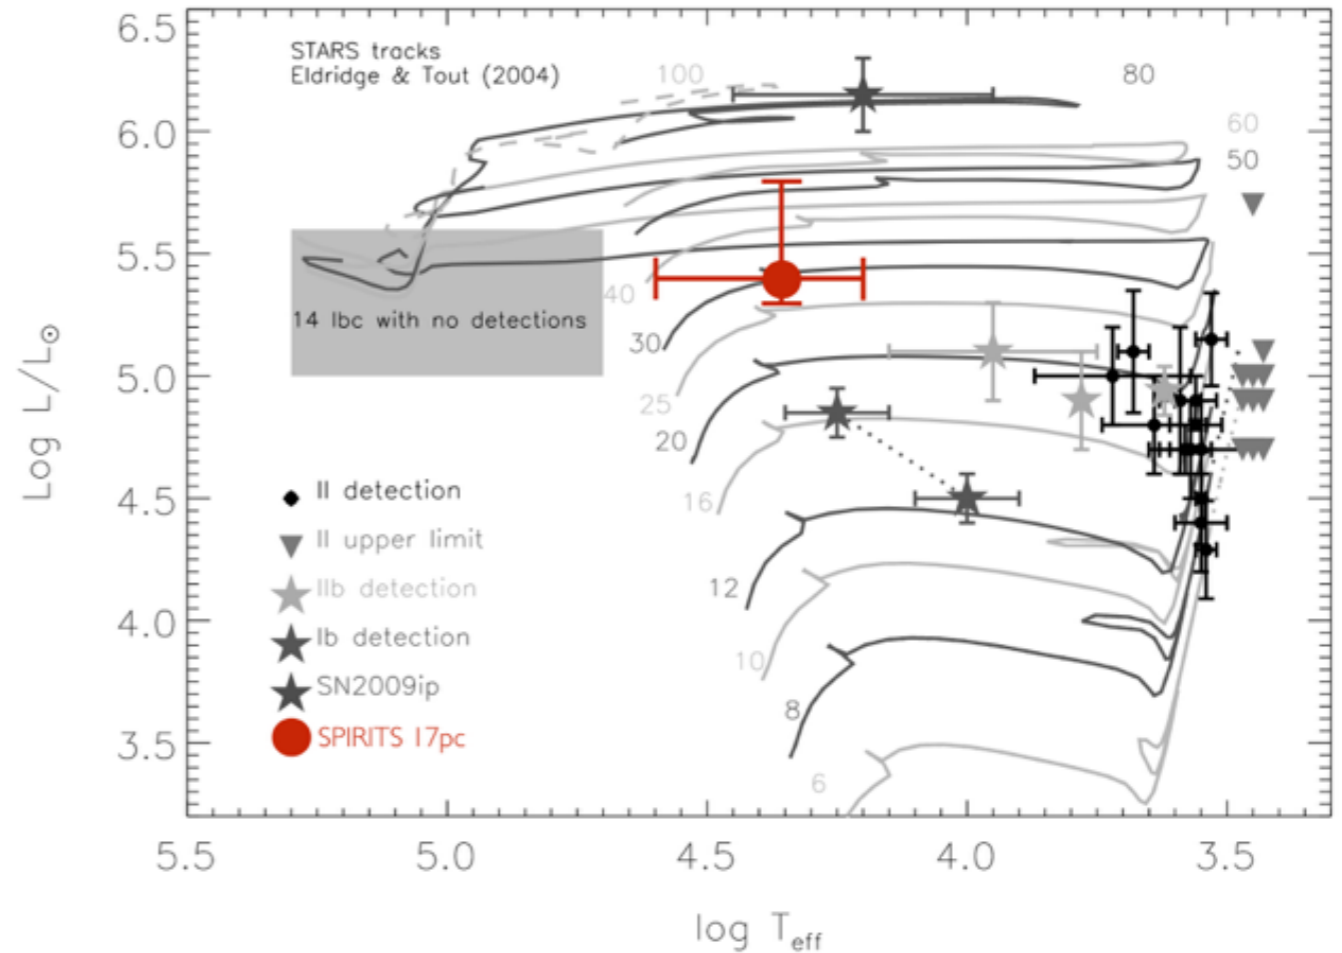 6.5
STARS tracks
Eldridge & Tout (2004)
100
80
6.0
60
50
5.5
40
14 Ibc with no detections
30
Log L/L☉
5.0
25
20
4.5
16
II detection
II upper limit
IIb detection
Ib detection
SN2009ip
SPIRITS 17pc
12
4.0
10
8
3.5
6
5.5 5.0 4.5 4.0 3.5
log Teff